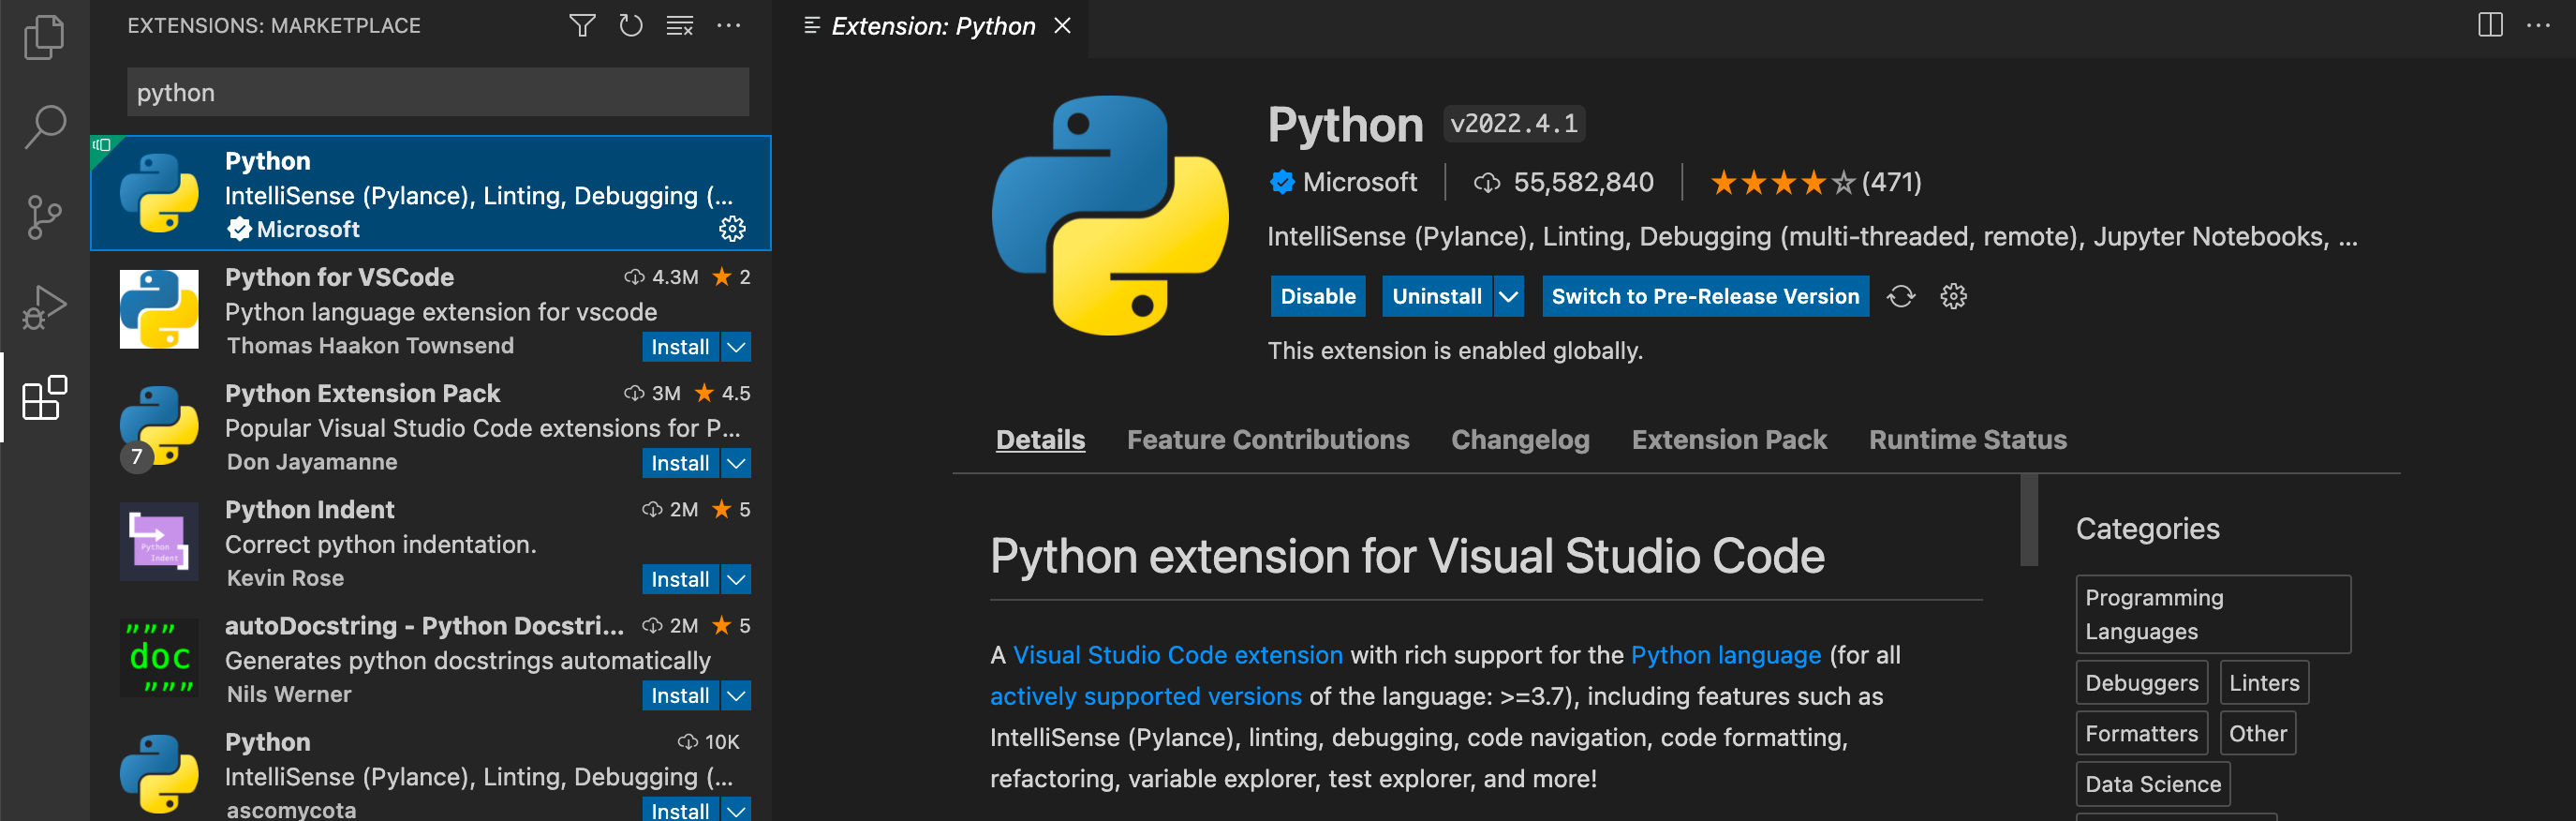 EXTENSIONS: MARKETPLACE
python
Python
IntelliSense (Pylance), Linting, Debugging (...
Microsoft
Python for VSCode 4.3M 2
Python language extension for vscode
Thomas Haakon Townsend Install
Python Extension Pack 3M 4.5
Popular Visual Studio Code extensions for P...
7
Don Jayamanne Install
Python Indent 2M 5
Python
Indent
Correct python indentation.
Kevin Rose Install
autoDocstring - Python Docstri... 2M 5
"""
doc
"""
Generates python docstrings automatically
Nils Werner Install
Python 10K
IntelliSense (Pylance), Linting, Debugging (...
ascomycota Install
Extension: Python
Python v2022.4.1
Microsoft 55,582,840 (471)
IntelliSense (Pylance), Linting, Debugging (multi-threaded, remote), Jupyter Notebooks, ...
Disable Uninstall Switch to Pre-Release Version
This extension is enabled globally.
Details Feature Contributions Changelog Extension Pack Runtime Status
Python extension for Visual Studio Code
A Visual Studio Code extension with rich support for the Python language (for all
actively supported versions of the language: >=3.7), including features such as
IntelliSense (Pylance), linting, debugging, code navigation, code formatting,
refactoring, variable explorer, test explorer, and more!
Categories
Programming
Languages
Debuggers Linters
Formatters Other
Data Science